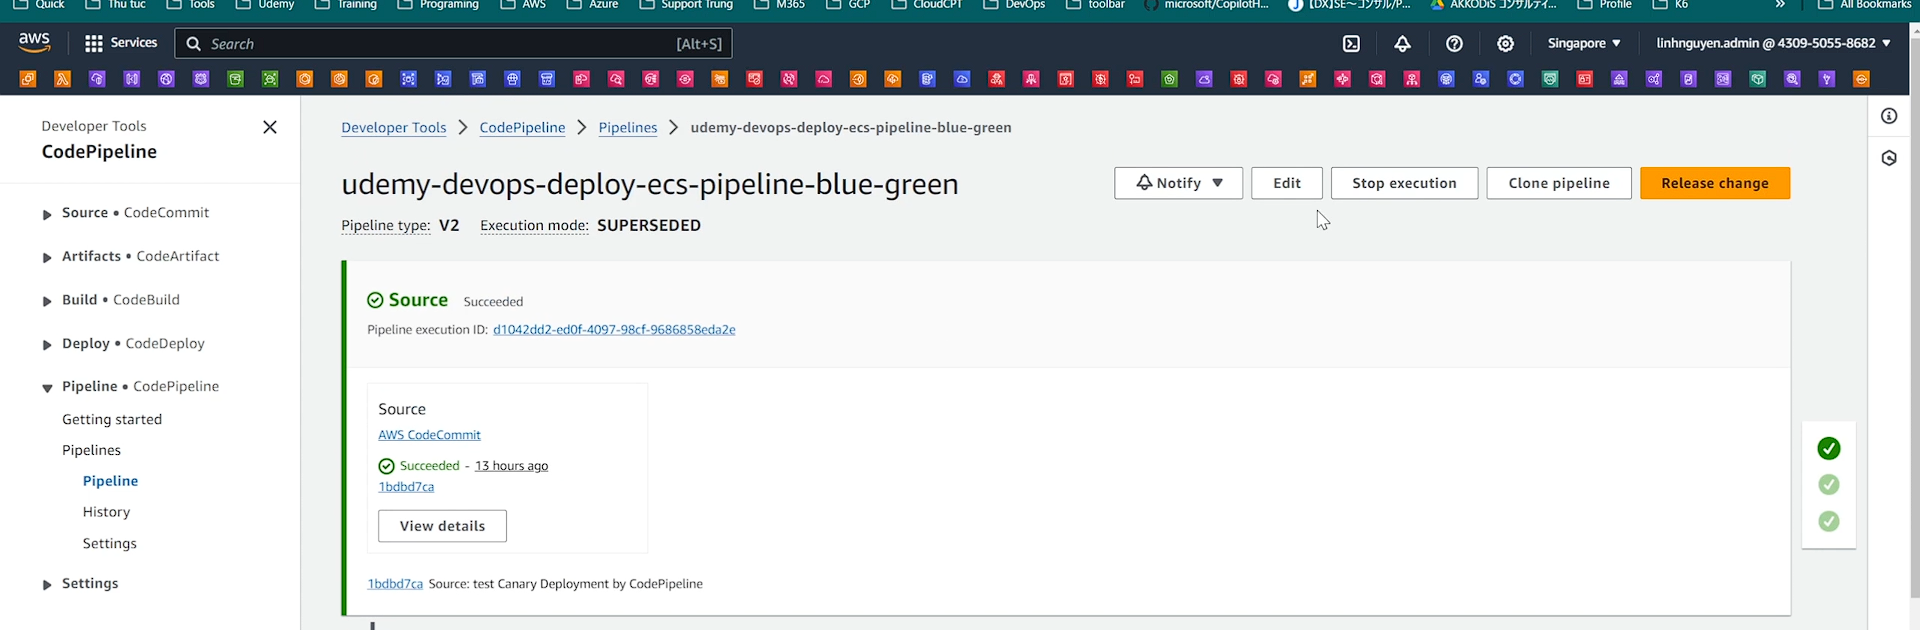 Quick Thu tuc Tools Udemy Training Programing AWS Azure Support Trung M365 GCP CloudCPT DevOps toolbar microsoft/CopilotH... [DX]SE～コンサル/P... AKKODiS コンサルティ... Profile K6 » All Bookmarks
aws Services Search [Alt+S] Singapore linhnguyen.admin @ 4309-5055-8682
Developer Tools
CodePipeline
Source • CodeCommit
Artifacts • CodeArtifact
Build • CodeBuild
Deploy • CodeDeploy
Pipeline • CodePipeline
Getting started
Pipelines
Pipeline
History
Settings
Settings
Developer Tools > CodePipeline > Pipelines > udemy-devops-deploy-ecs-pipeline-blue-green
udemy-devops-deploy-ecs-pipeline-blue-green
Notify Edit Stop execution Clone pipeline Release change
Pipeline type: V2 Execution mode: SUPERSEDED
Source Succeeded
Pipeline execution ID: d1042dd2-ed0f-4097-98cf-9686858eda2e
Source
AWS CodeCommit
Succeeded - 13 hours ago
1bdbd7ca
View details
1bdbd7ca Source: test Canary Deployment by CodePipeline